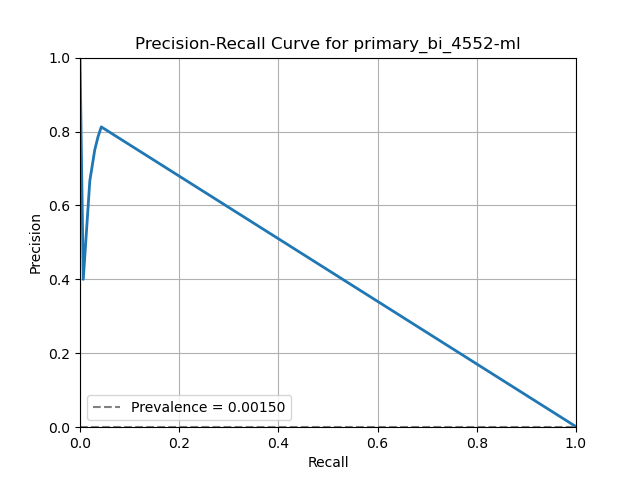 Precision-Recall Curve for primary_bi_4552-ml
1.0
0.8
0.6
0.4
0.2
0.0
Precision
Prevalence = 0.00150
0.0 0.2 0.4 0.6 0.8 1.0
Recall